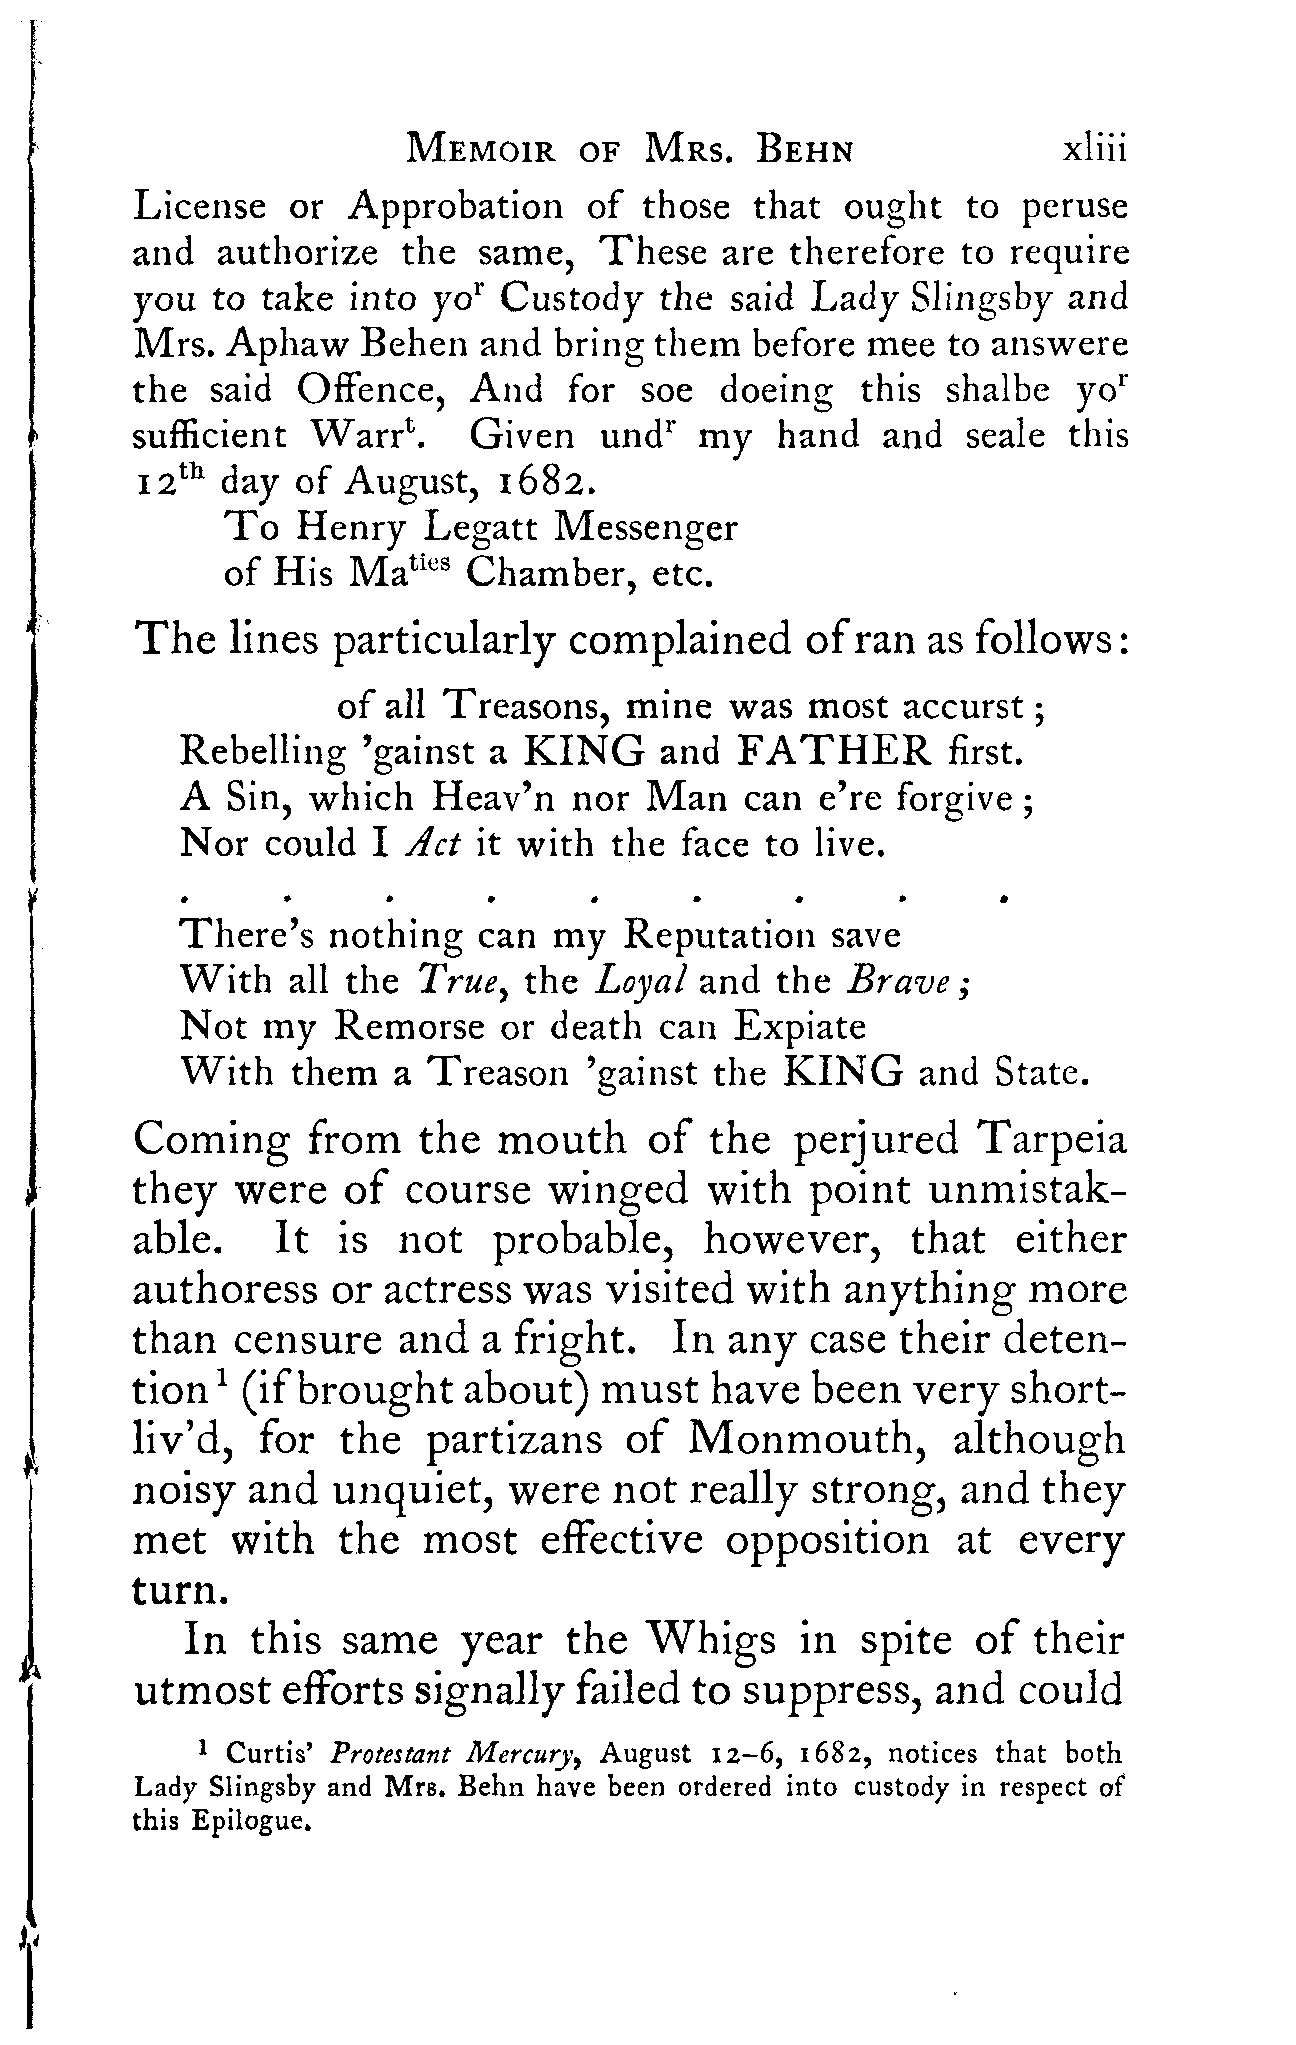 MEMOIR OF MRS. BEHN xliii
License or Approbation of those that ought to peruse
and authorize the same, These are therefore to require
you to take into yoʳ Custody the said Lady Slingsby and
Mrs. Aphaw Behen and bring them before mee to answere
the said Offence, And for soe doeing this shalbe yoʳ
sufficient Warrᵗ. Given undʳ my hand and seale this
12ᵗʰ day of August, 1682.
To Henry Legatt Messenger
of His Maᵗⁱᵉˢ Chamber, etc.
The lines particularly complained of ran as follows:
of all Treasons, mine was most accurst;
Rebelling 'gainst a KING and FATHER first.
A Sin, which Heav'n nor Man can e're forgive;
Nor could I Act it with the face to live.
. . . . . . . . .
There's nothing can my Reputation save
With all the True, the Loyal and the Brave;
Not my Remorse or death can Expiate
With them a Treason 'gainst the KING and State.
Coming from the mouth of the perjured Tarpeia
they were of course winged with point unmistak-
able. It is not probable, however, that either
authoress or actress was visited with anything more
than censure and a fright. In any case their deten-
tion¹ (if brought about) must have been very short-
liv'd, for the partizans of Monmouth, although
noisy and unquiet, were not really strong, and they
met with the most effective opposition at every
turn.
In this same year the Whigs in spite of their
utmost efforts signally failed to suppress, and could
¹ Curtis' Protestant Mercury, August 12–6, 1682, notices that both
Lady Slingsby and Mrs. Behn have been ordered into custody in respect of
this Epilogue.